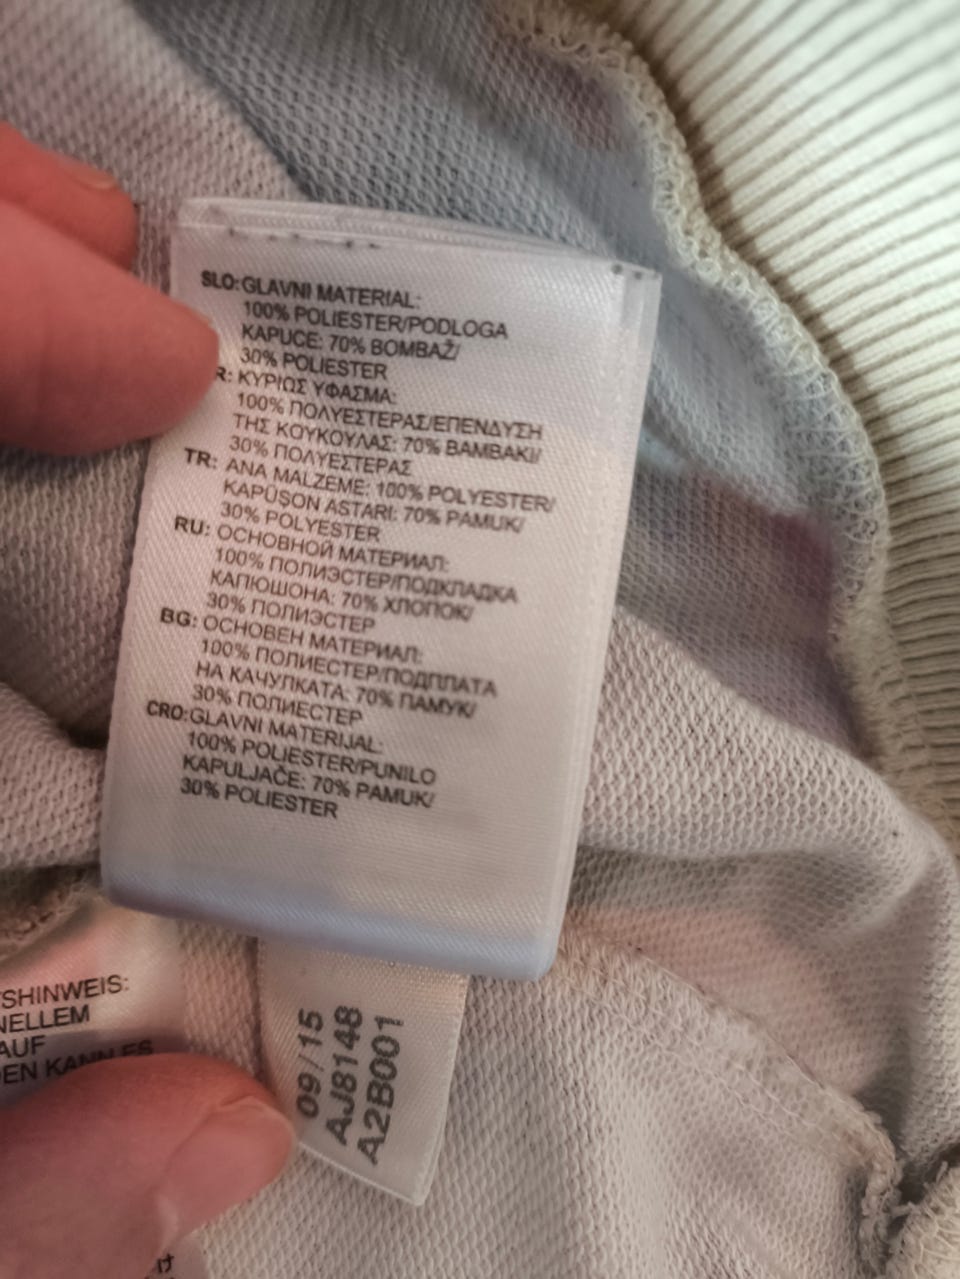 SLO: GLAVNI MATERIAL:
100% POLIESTER/PODLOGA
KAPUCE: 70% BOMBAŽ/
30% POLIESTER
R: ΚΥΡΙΩΣ ΥΦΑΣΜΑ:
100% ΠΟΛΥΕΣΤΕΡΑΣ/ΕΠΕΝΔΥΣΗ
ΤΗΣ ΚΟΥΚΟΥΛΑΣ: 70% ΒΑΜΒΑΚΙ/
30% ΠΟΛΥΕΣΤΕΡΑΣ
TR: ANA MALZEME: 100% POLYESTER/
KAPÜŞON ASTARI: 70% PAMUK/
30% POLYESTER
RU: ОСНОВНОЙ МАТЕРИАЛ:
100% ПОЛИЭСТЕР/ПОДКЛАДКА
КАПЮШОНА: 70% ХЛОПОК/
30% ПОЛИЭСТЕР
BG: ОСНОВЕН МАТЕРИАЛ:
100% ПОЛИЕСТЕР/ПОДПЛАТА
НА КАЧУЛКАТА: 70% ПАМУК/
30% ПОЛИЕСТЕР
CRO: GLAVNI MATERIJAL:
100% POLIESTER/PUNILO
KAPULJAČE: 70% PAMUK/
30% POLIESTER
SHINWEIS:
NELLEM
AUF
DEN KANN ES
09/15
AJ8148
A2B001